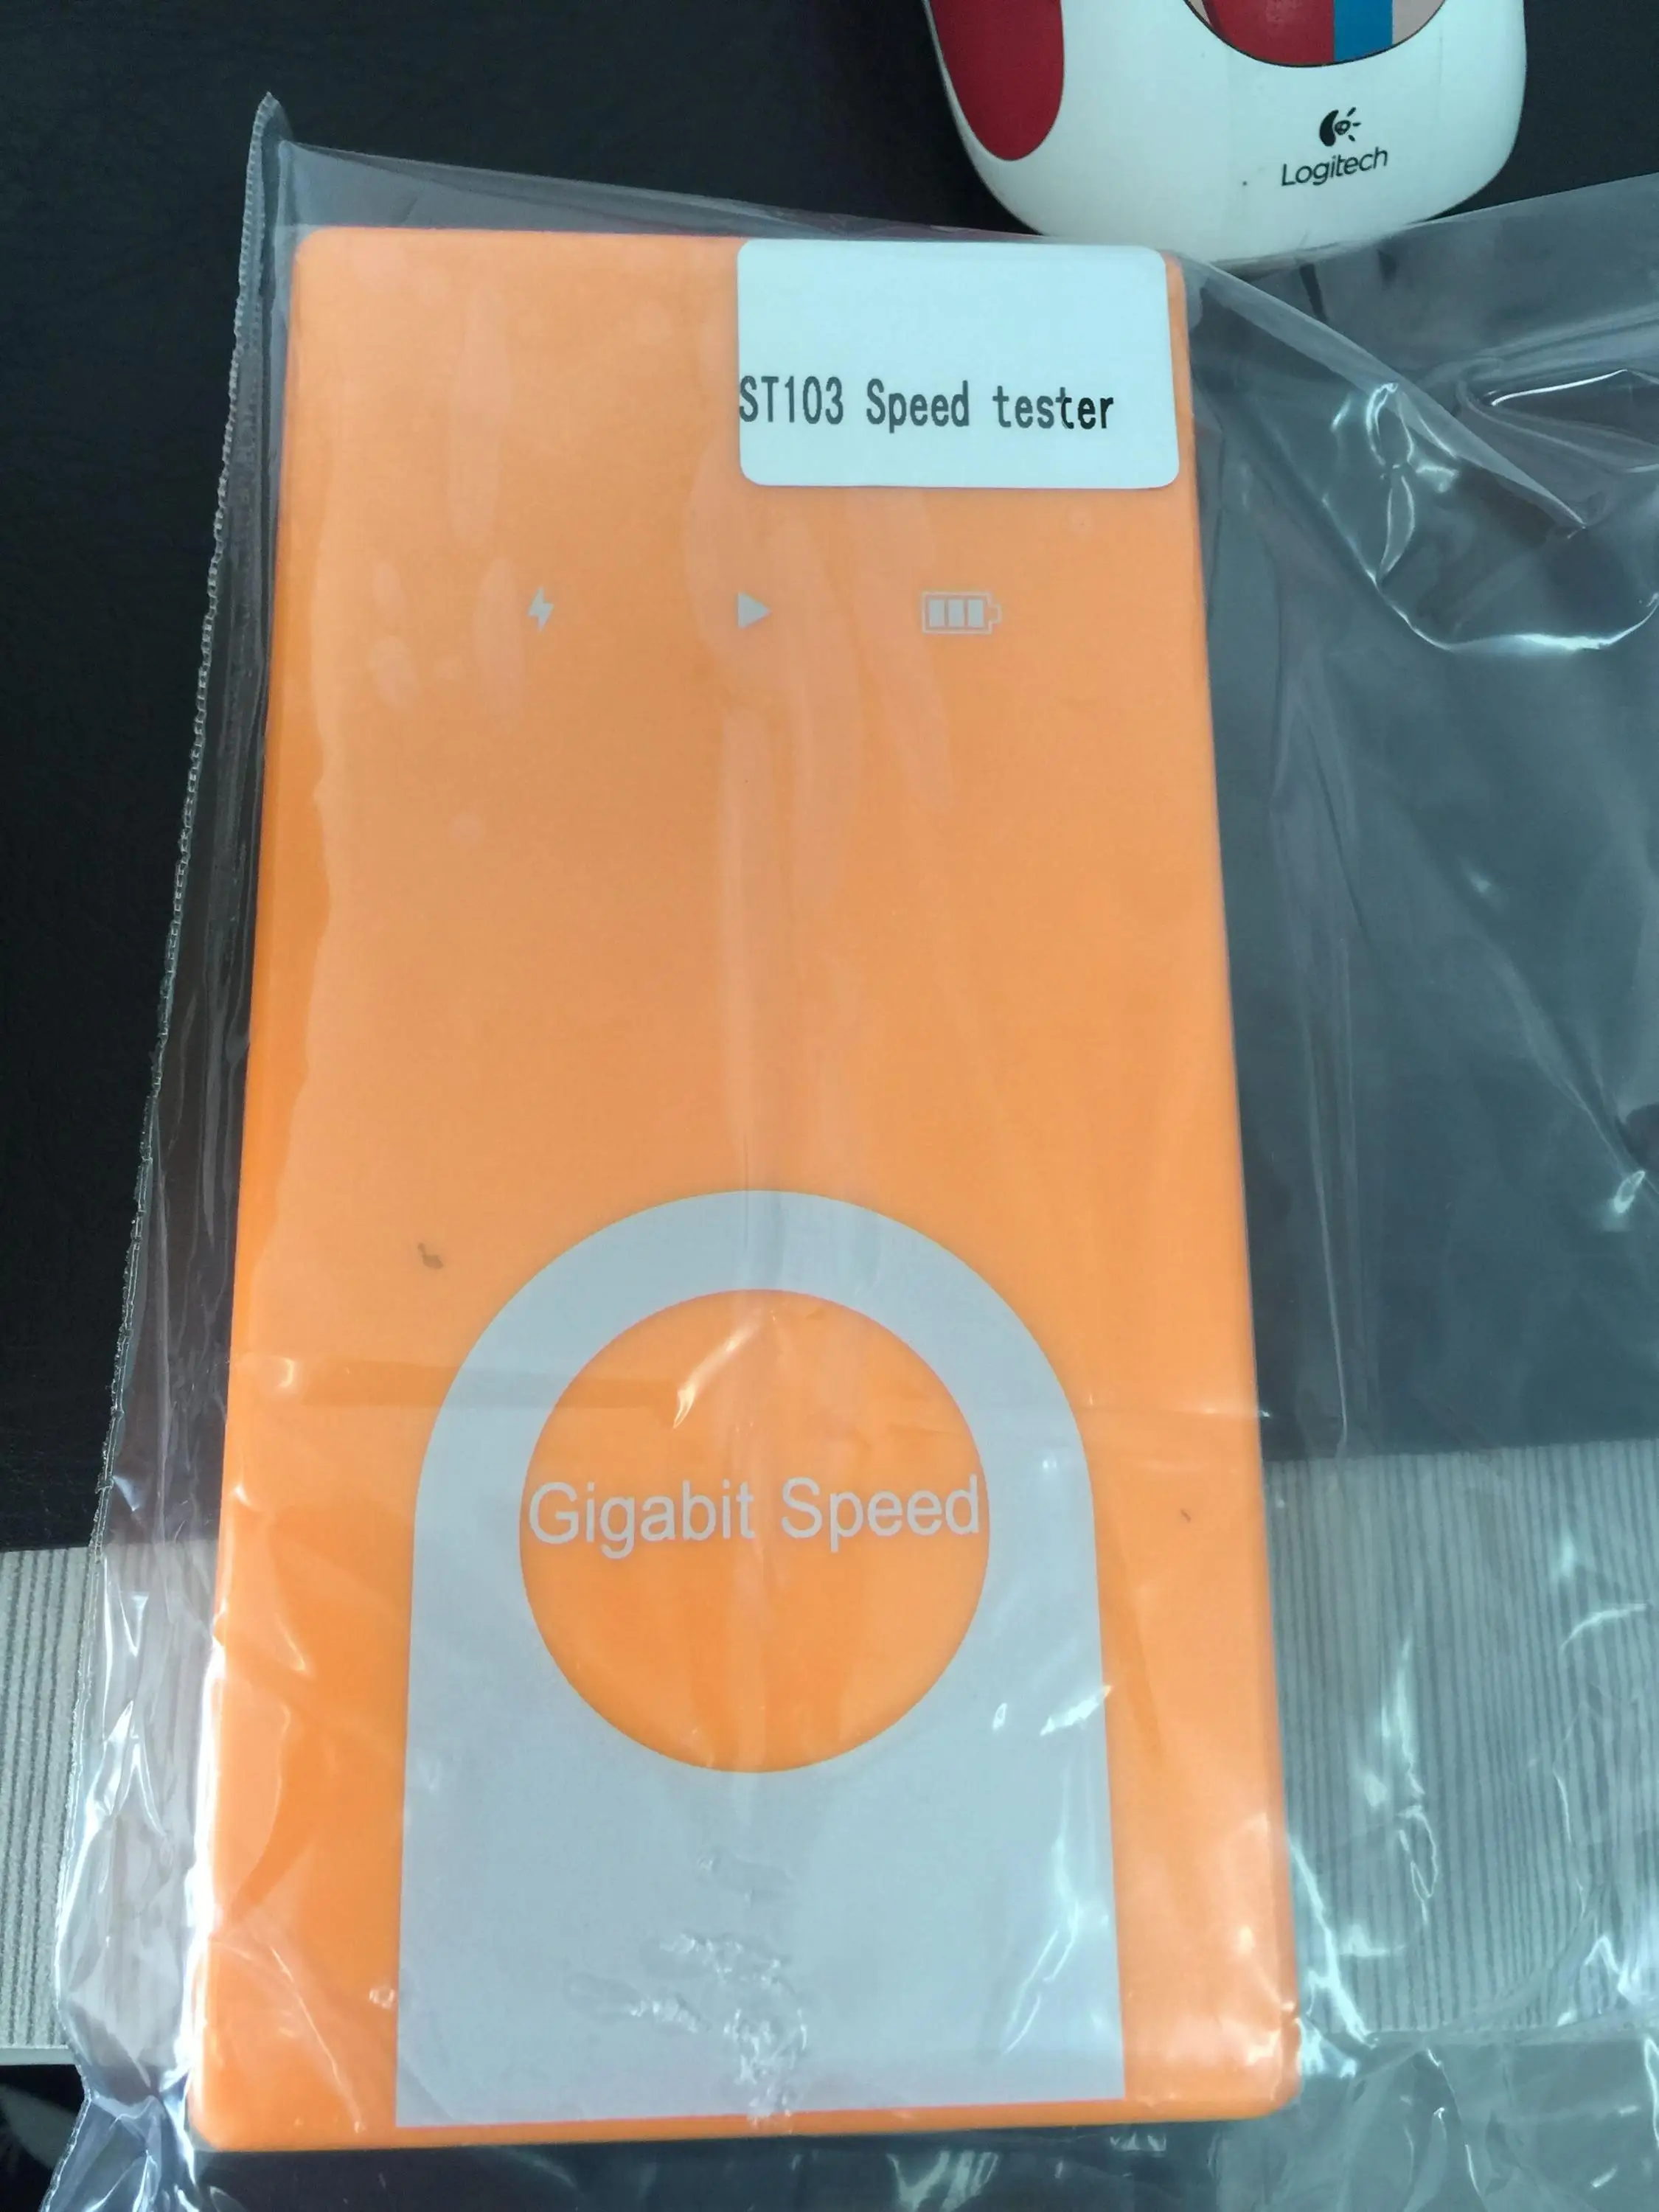 Logitech
ST103 Speed tester
Gigabit Speed